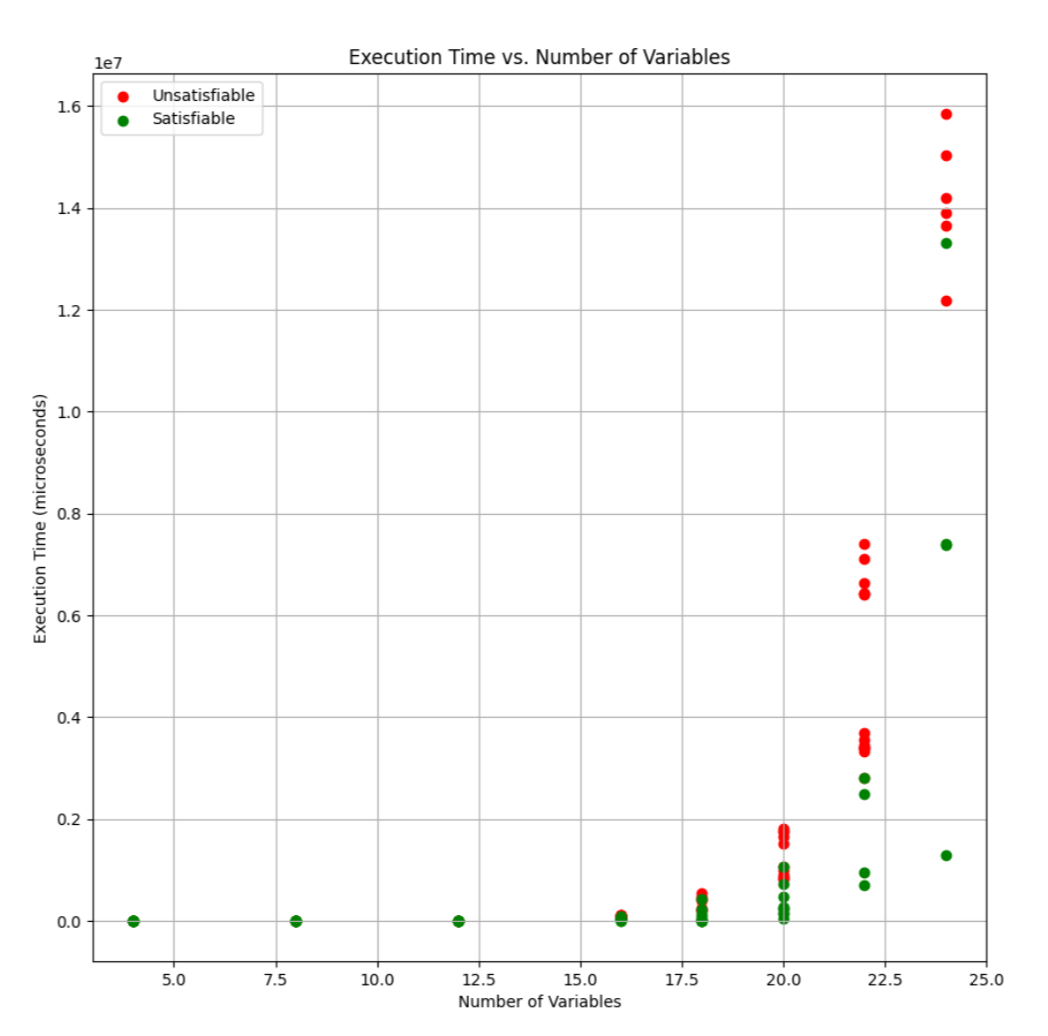 Execution Time vs. Number of Variables
1e7
Unsatisfiable
Satisfiable
1.6
1.4
1.2
1.0
0.8
0.6
0.4
0.2
0.0
Execution Time (microseconds)
5.0 7.5 10.0 12.5 15.0 17.5 20.0 22.5 25.0
Number of Variables